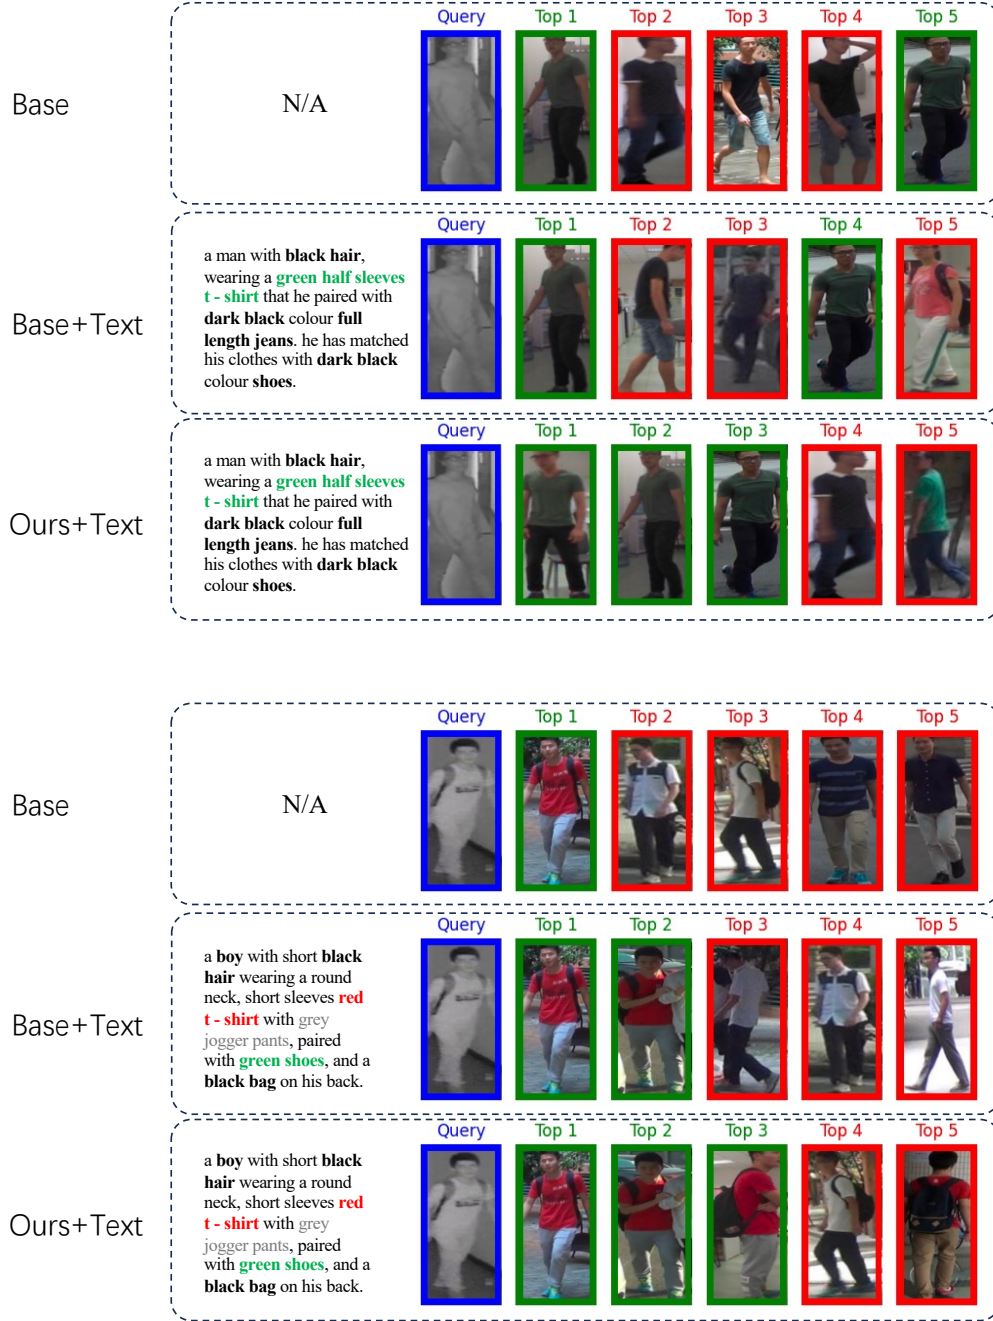 Query Top 1 Top 2 Top 3 Top 4 Top 5
Base
N/A
Query Top 1 Top 2 Top 3 Top 4 Top 5
Base+Text
a man with black hair,
wearing a green half sleeves
t - shirt that he paired with
dark black colour full
length jeans. he has matched
his clothes with dark black
colour shoes.
Query Top 1 Top 2 Top 3 Top 4 Top 5
Ours+Text
a man with black hair,
wearing a green half sleeves
t - shirt that he paired with
dark black colour full
length jeans. he has matched
his clothes with dark black
colour shoes.
Query Top 1 Top 2 Top 3 Top 4 Top 5
Base
N/A
Query Top 1 Top 2 Top 3 Top 4 Top 5
Base+Text
a boy with short black
hair wearing a round
neck, short sleeves red
t - shirt with grey
jogger pants, paired
with green shoes, and a
black bag on his back.
Query Top 1 Top 2 Top 3 Top 4 Top 5
Ours+Text
a boy with short black
hair wearing a round
neck, short sleeves red
t - shirt with grey
jogger pants, paired
with green shoes, and a
black bag on his back.